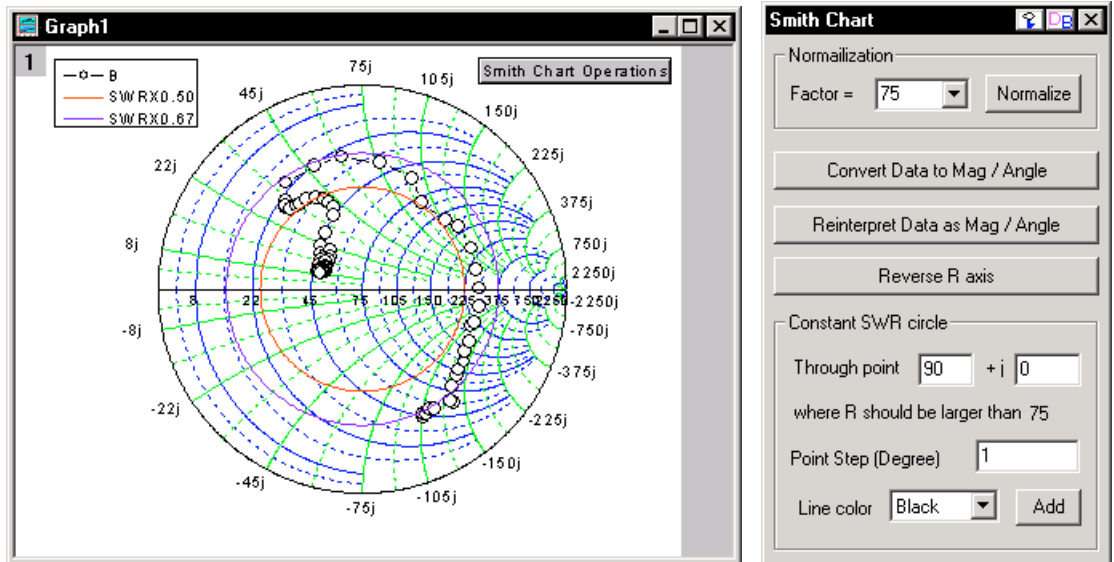 Graph1
1
B
SWRX0.50
SWRX0.67
Smith Chart Operations
75j
105j
150j
225j
375j
750j
2250j
45j
22j
8j
8 22 45 75 105 150 225 375 750 2250
-2250j
-8j
-750j
-22j
-375j
-225j
-45j
-150j
-105j
-75j
Smith Chart
Normailization
Factor = 75 Normalize
Convert Data to Mag / Angle
Reinterpret Data as Mag / Angle
Reverse R axis
Constant SWR circle
Through point 90 + j 0
where R should be larger than 75
Point Step (Degree) 1
Line color Black Add